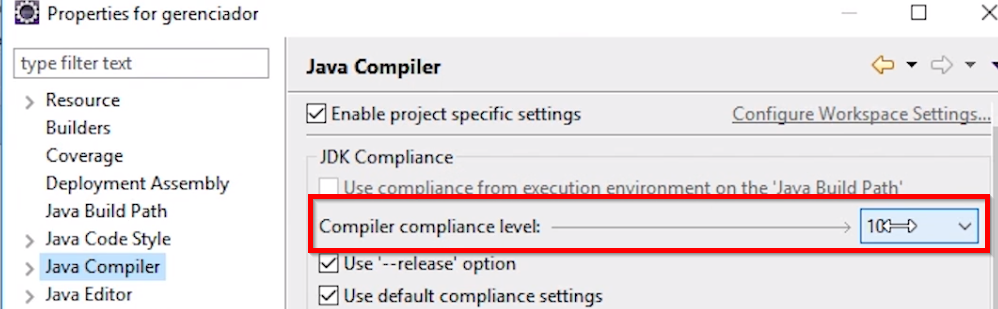 Properties for gerenciador
type filter text
Resource
Builders
Coverage
Deployment Assembly
Java Build Path
Java Code Style
Java Compiler
Java Editor
Java Compiler
Enable project specific settings
Configure Workspace Settings...
JDK Compliance
Use compliance from execution environment on the 'Java Build Path'
Compiler compliance level:
10
Use '--release' option
Use default compliance settings